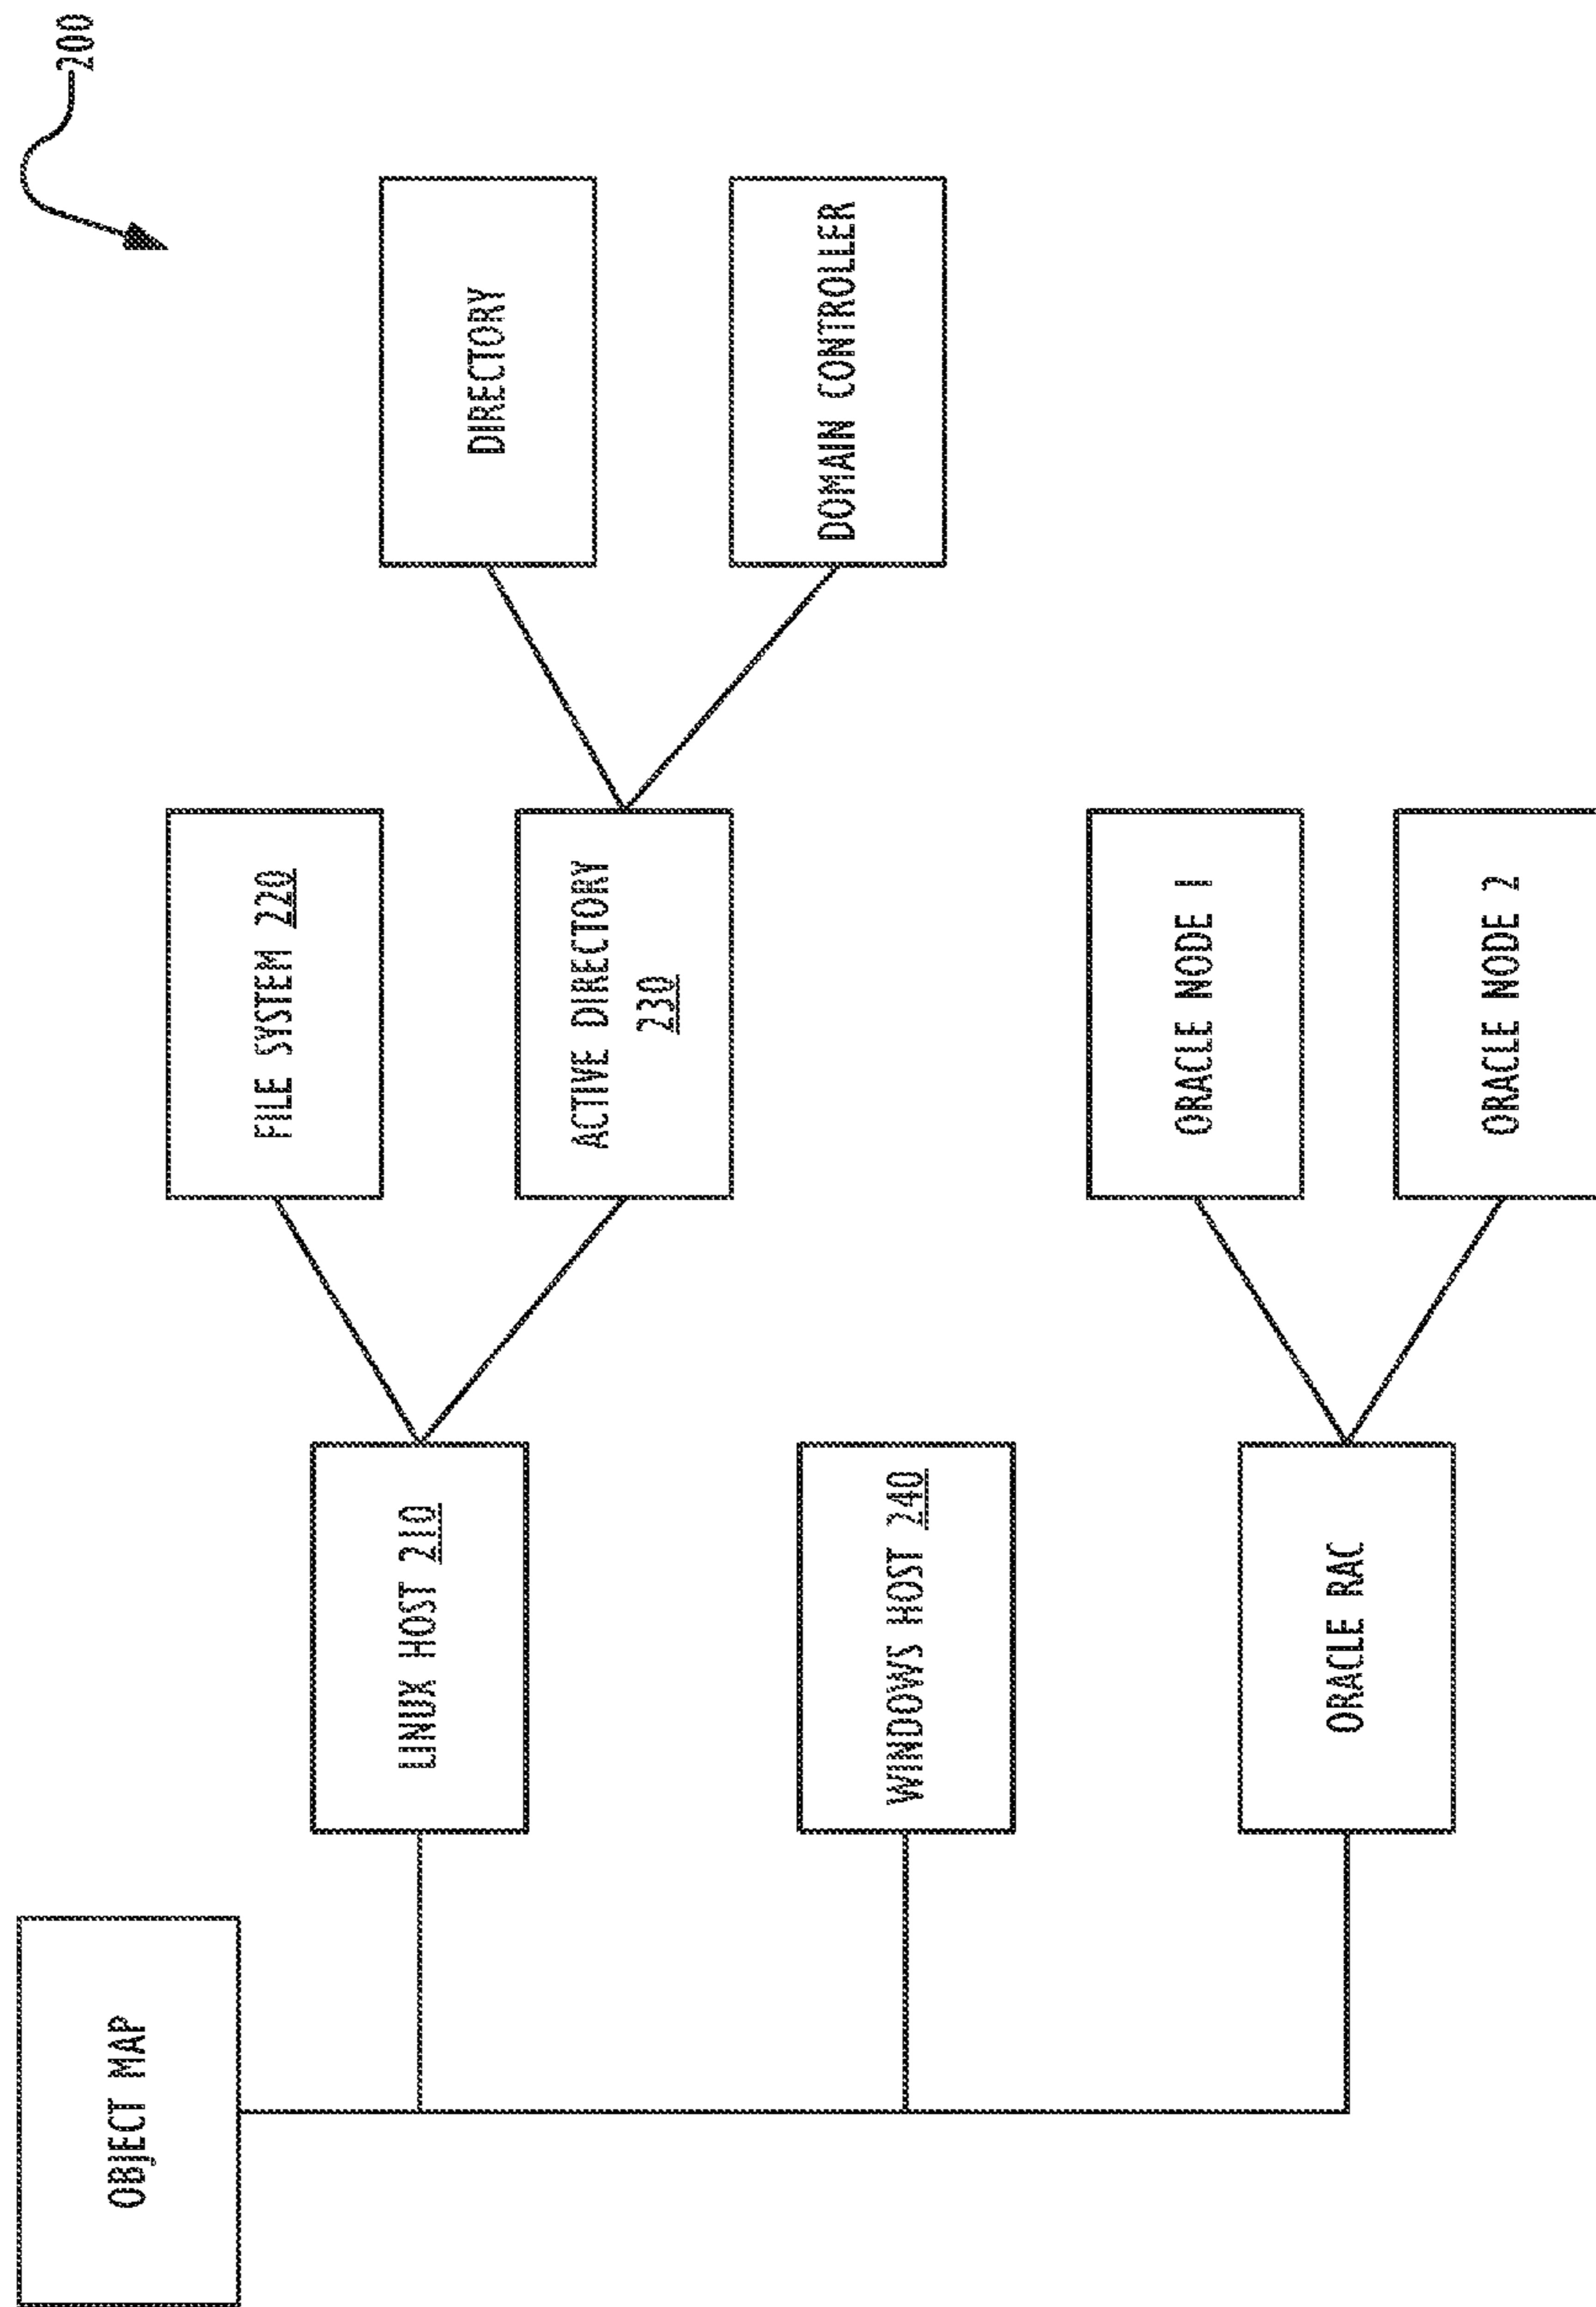 200
OBJECT MAP
LINUX HOST 210
FILE SYSTEM 220
ACTIVE DIRECTORY
230
DIRECTORY
DOMAIN CONTROLLER
WINDOWS HOST 240
ORACLE RAC
ORACLE NODE 1
ORACLE NODE 2